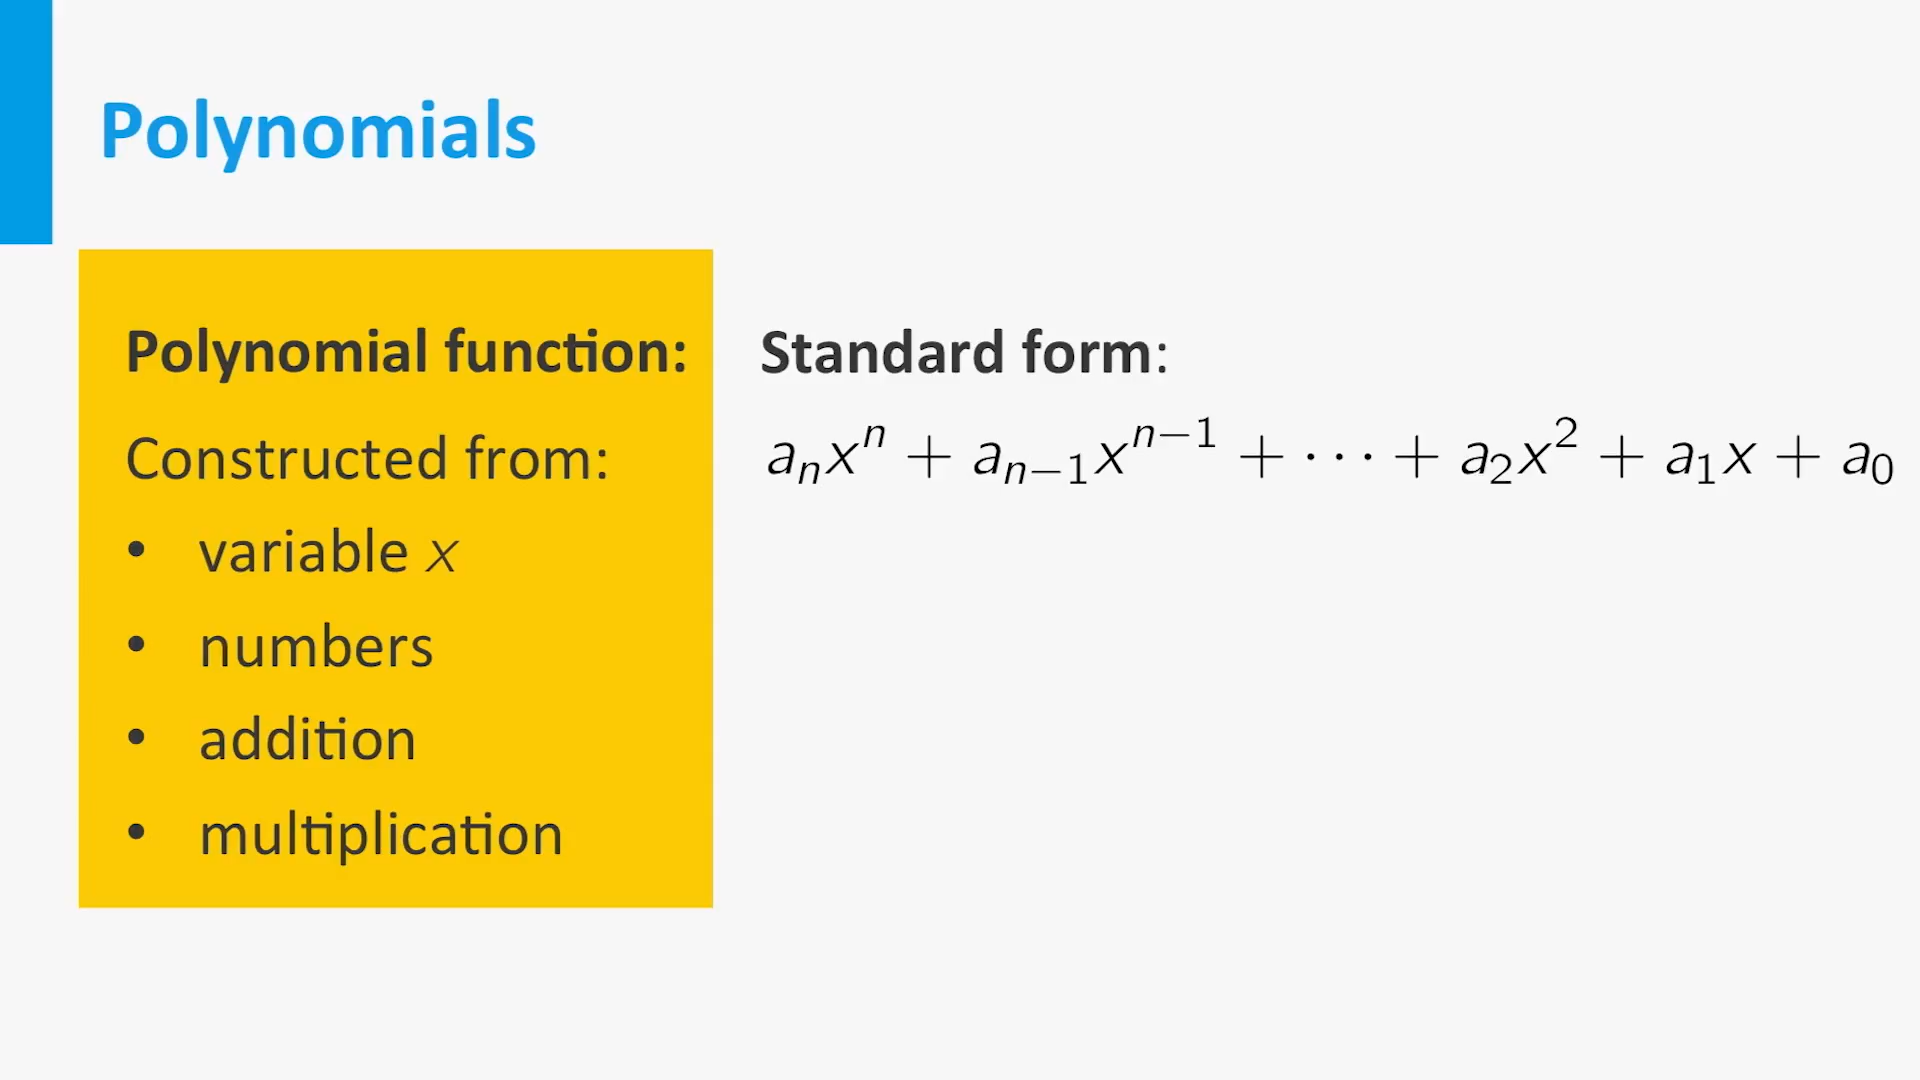 Polynomials
Polynomial function:
Constructed from:
• variable x
• numbers
• addition
• multiplication
Standard form:
aₙxⁿ + aₙ₋₁xⁿ⁻¹ + ··· + a₂x² + a₁x + a₀